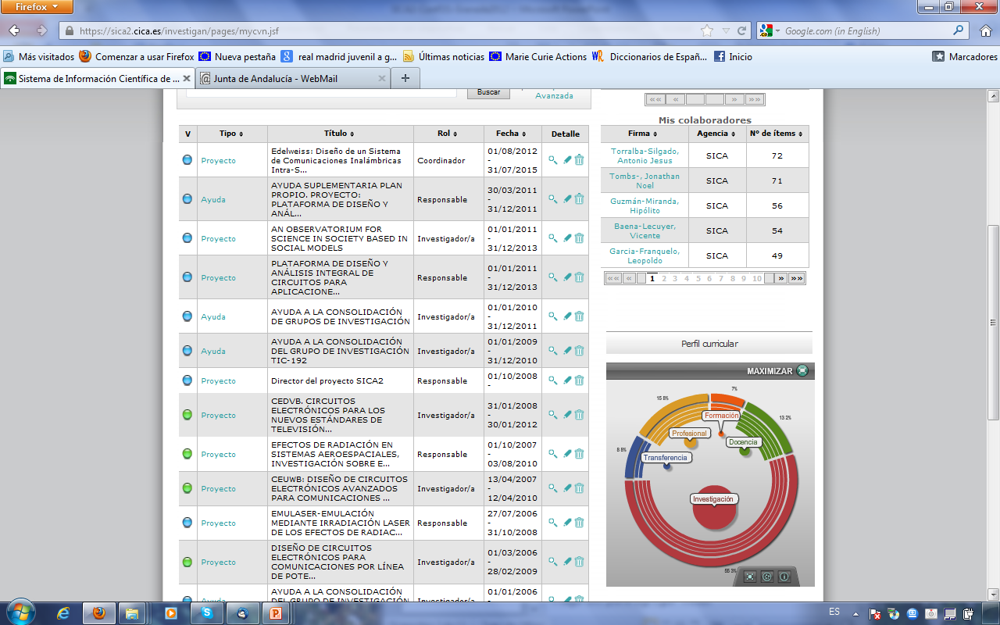 Firefox
https://sica2.cica.es/investigan/pages/mycvn.jsf
Google.com (in English)
Más visitados Comenzar a usar Firefox Nueva pestaña real madrid juvenil a g... Últimas noticias Marie Curie Actions Diccionarios de Españ... Inicio Marcadores
Sistema de Información Científica de ... Junta de Andalucía - WebMail
Buscar
Avanzada
V Tipo Título Rol Fecha Detalle
Proyecto
Edelweiss: Diseño de un Sistema
de Comunicaciones Inalámbricas
Intra-S...
Coordinador
01/08/2012
-
31/07/2015
Ayuda
AYUDA SUPLEMENTARIA PLAN
PROPIO. PROYECTO:
PLATAFORMA DE DISEÑO Y
ANÁL...
Responsable
30/03/2011
-
31/12/2011
Proyecto
AN OBSERVATORIUM FOR
SCIENCE IN SOCIETY BASED IN
SOCIAL MODELS
Investigador/a
01/01/2011
-
31/12/2013
Proyecto
PLATAFORMA DE DISEÑO Y
ANÁLISIS INTEGRAL DE
CIRCUITOS PARA
APLICACIONE...
Responsable
01/01/2011
-
31/12/2013
Ayuda
AYUDA A LA CONSOLIDACIÓN
DE GRUPOS DE INVESTIGACIÓN
Investigador/a
01/01/2010
-
31/12/2011
Ayuda
AYUDA A LA CONSOLIDACIÓN
DEL GRUPO DE INVESTIGACIÓN
TIC-192
Investigador/a
01/01/2009
-
31/12/2010
Proyecto
Director del proyecto SICA2
Responsable
01/10/2008
-
Proyecto
CEDVB. CIRCUITOS
ELECTRÓNICOS PARA LOS
NUEVOS ESTÁNDARES DE
TELEVISIÓN...
Investigador/a
31/01/2008
-
30/01/2012
Proyecto
EFECTOS DE RADIACIÓN EN
SISTEMAS AEROESPACIALES,
INVESTIGACIÓN SOBRE E...
Responsable
01/10/2007
-
03/08/2010
Proyecto
CEUWB: DISEÑO DE CIRCUITOS
ELECTRÓNICOS AVANZADOS
PARA COMUNICACIONES ...
Investigador/a
13/04/2007
-
12/04/2010
Proyecto
EMULASER-EMULACIÓN
MEDIANTE IRRADIACIÓN LASER
DE LOS EFECTOS DE RADIAC...
Responsable
27/07/2006
-
31/10/2008
Proyecto
DISEÑO DE CIRCUITOS
ELECTRÓNICOS PARA
COMUNICACIONES POR LÍNEA
DE POTE...
Investigador/a
01/03/2006
-
28/02/2009
Ayuda
AYUDA A LA CONSOLIDACIÓN
DEL GRUPO DE INVESTIGACIÓN
Investigador/a
01/01/2006
-
«« « » »»
Mis colaboradores
Firma Agencia Nº de ítems
Torralba-Silgado,
Antonio Jesus
SICA 72
Tombs-, Jonathan
Noel
SICA 71
Guzmán-Miranda,
Hipólito
SICA 56
Baena-Lecuyer,
Vicente
SICA 54
Garcia-Franquelo,
Leopoldo
SICA 49
«« « 1 2 3 4 5 6 7 8 9 10 » »»
Perfil curricular
MAXIMIZAR
7%
15 8%
13 2%
8 8%
55 3%
Formación
Profesional
Docencia
Transferencia
Investigación
ES